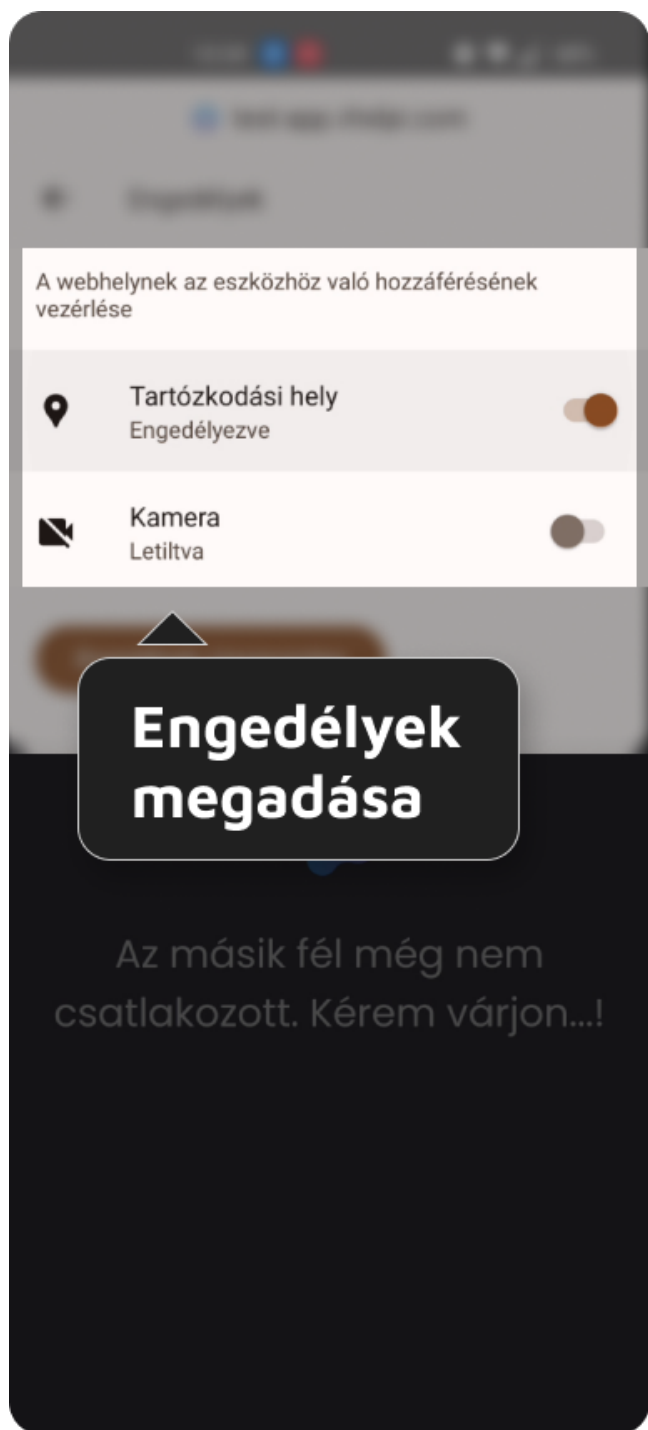 A webhelynek az eszközhöz való hozzáférésének
vezérlése
Tartózkodási hely
Engedélyezve
Kamera
Letiltva
Engedélyek
megadása
Az másik fél még nem
csatlakozott. Kérem várjon...!